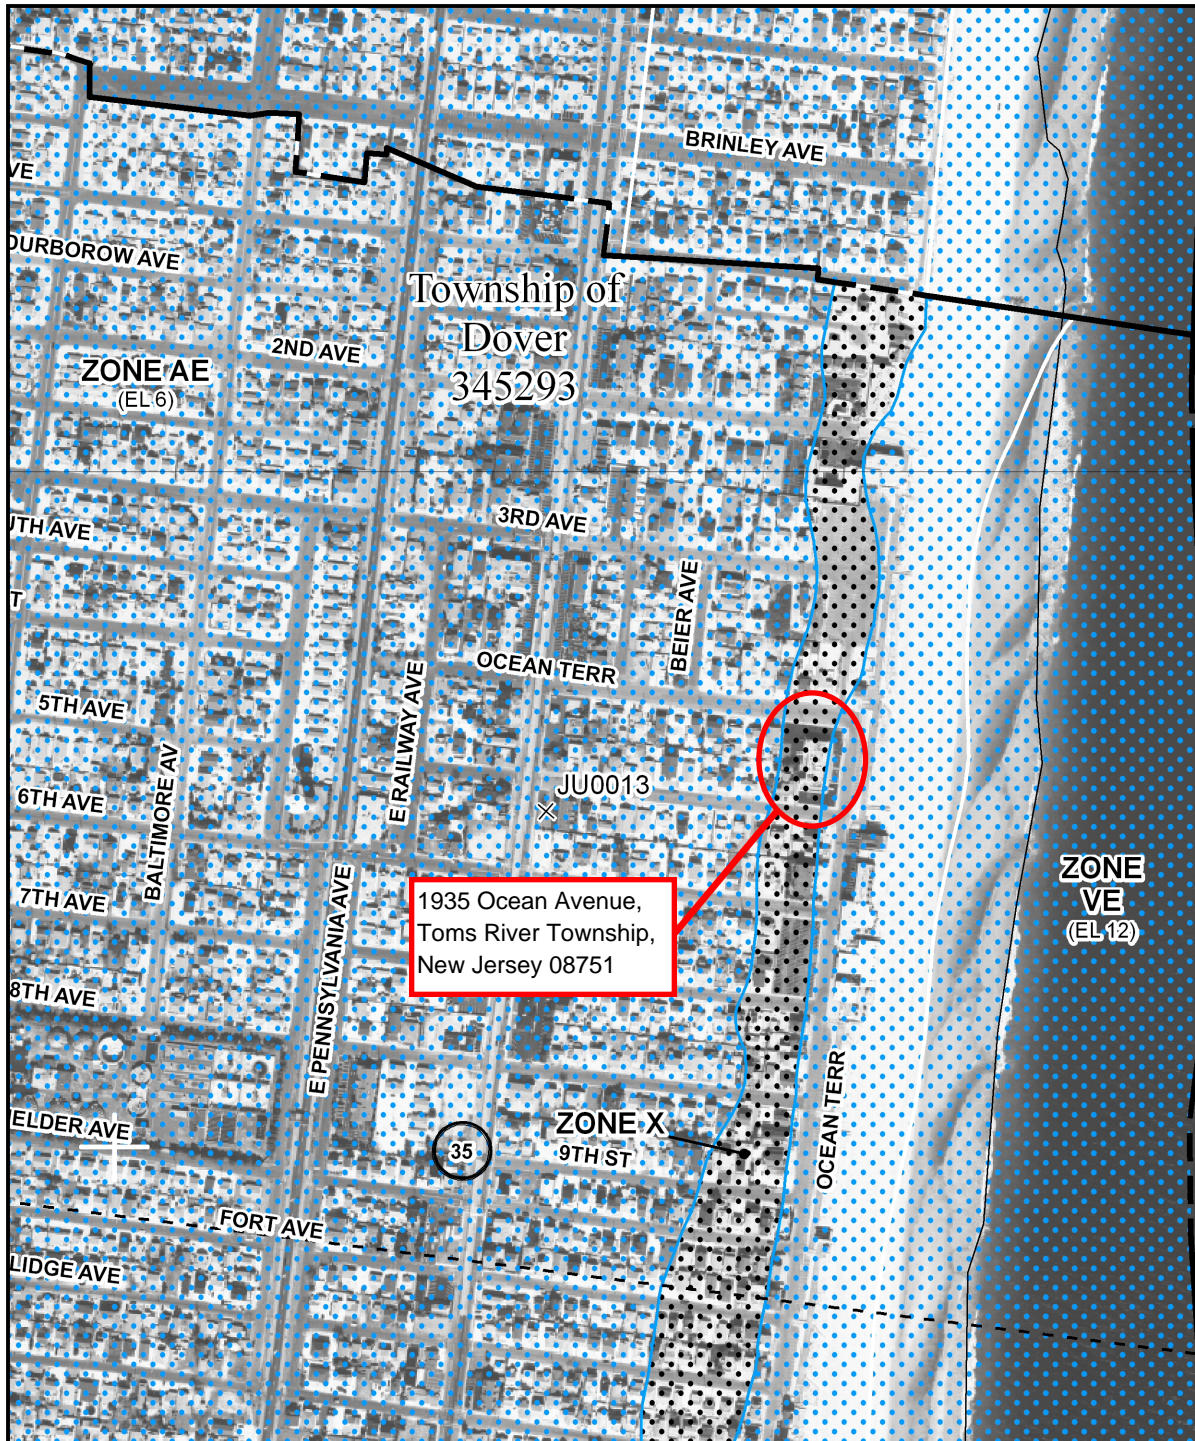 BRINLEY AVE
VE
OURBOROW AVE
Township of
Dover
345293
2ND AVE
ZONE AE
(EL 6)
3RD AVE
UTH AVE
BEIER AVE
T
OCEAN TERR
5TH AVE
E RAILWAY AVE
BALTIMORE AV
JU0013
6TH AVE
ZONE
VE
(EL 12)
7TH AVE
E PENNSYLVANIA AVE
1935 Ocean Avenue,
Toms River Township,
New Jersey 08751
8TH AVE
OCEAN TERR
ZONE X
ELDER AVE
35
9TH ST
FORT AVE
LIDGE AVE